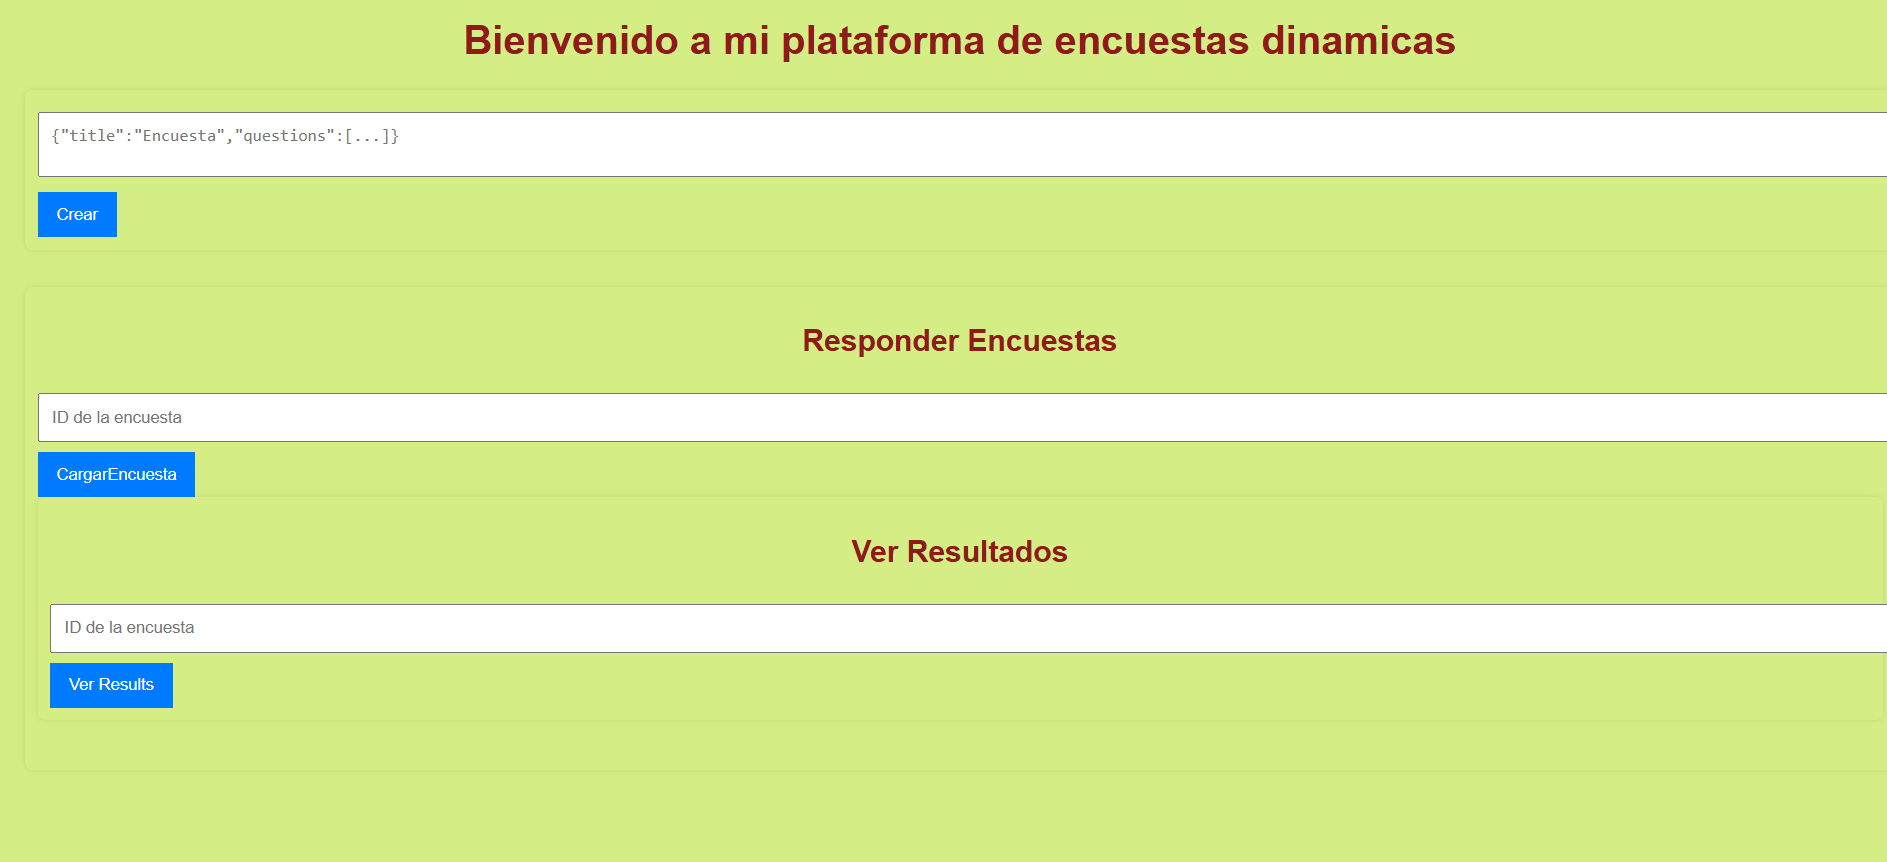 Bienvenido a mi plataforma de encuestas dinamicas
{"title":"Encuesta","questions":[...]}
Crear
Responder Encuestas
ID de la encuesta
CargarEncuesta
Ver Resultados
ID de la encuesta
Ver Results